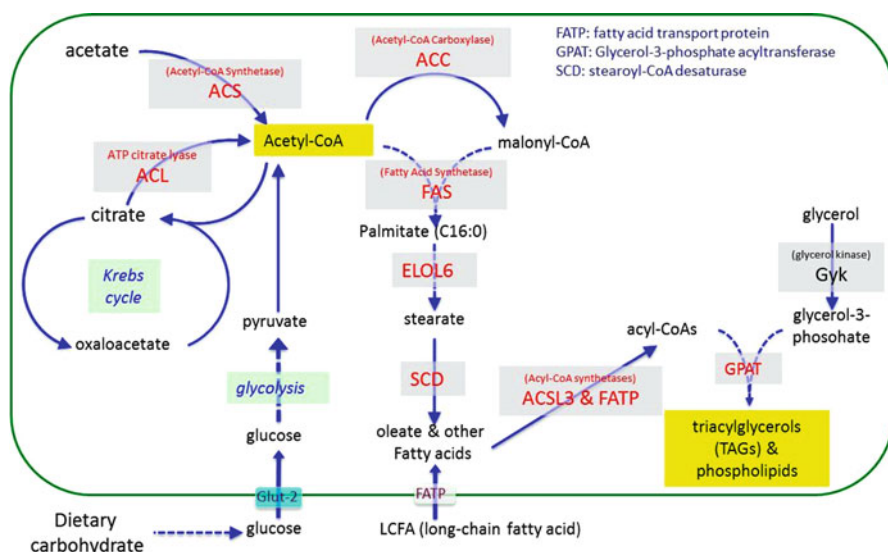 FATP: fatty acid transport protein
GPAT: Glycerol-3-phosphate acyltransferase
SCD: stearoyl-CoA desaturase
acetate
(Acetyl-CoA Synthetase)
ACS
(Acetyl-CoA Carboxylase)
ACC
Acetyl-CoA
malonyl-CoA
ATP citrate lyase
ACL
citrate
(Fatty Acid Synthetase)
FAS
Palmitate (C16:0)
glycerol
(glycerol kinase)
Gyk
Krebs
cycle
ELOL6
oxaloacetate
pyruvate
stearate
acyl-CoAs
glycerol-3-
phosohate
glycolysis
SCD
(Acyl-CoA synthetases)
ACSL3 & FATP
GPAT
glucose
oleate & other
Fatty acids
triacylglycerols
(TAGs) &
phospholipids
Glut-2
FATP
Dietary
carbohydrate
glucose
LCFA (long-chain fatty acid)